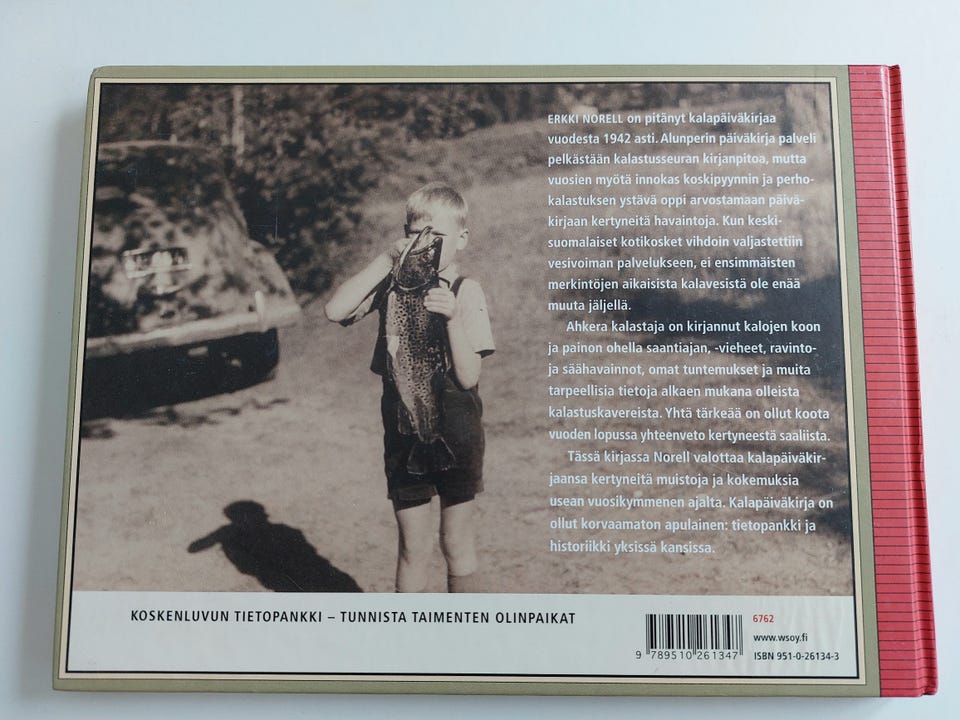 ERKKI NORELL on pitänyt kalapäiväkirjaa
vuodesta 1942 asti. Alunperin päiväkirja palveli
pelkästään kalastusseuran kirjanpitoa, mutta
vuosien myötä innokas koskipyynnin ja perho-
kalastuksen ystävä oppi arvostamaan päivä-
kirjaan kertyneitä havaintoja. Kun keski-
suomalaiset kotikosket vihdoin valjastettiin
vesivoiman palvelukseen, ei ensimmäisten
merkintöjen aikaisista kalavesistä ole enää
muuta jäljellä.
Ahkera kalastaja on kirjannut kalojen koon
ja painon ohella saantiajan, -vieheet, ravinto-
ja säähavainnot, omat tuntemukset ja muita
tarpeellisia tietoja alkaen mukana olleista
kalastuskavereista. Yhtä tärkeää on ollut koota
vuoden lopussa yhteenveto kertyneestä saaliista.
Tässä kirjassa Norell valottaa kalapäiväkir-
jaansa kertyneitä muistoja ja kokemuksia
usean vuosikymmenen ajalta. Kalapäiväkirja on
ollut korvaamaton apulainen: tietopankki ja
historiikki yksissä kansissa.
KOSKENLUVUN TIETOPANKKI – TUNNISTA TAIMENTEN OLINPAIKAT
6762
www.wsoy.fi
9 789510 261347 ISBN 951-0-26134-3